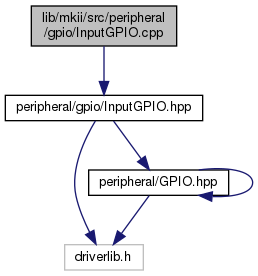 lib/mkii/src/peripheral
/gpio/InputGPIO.cpp
peripheral/gpio/InputGPIO.hpp
peripheral/GPIO.hpp
driverlib.h